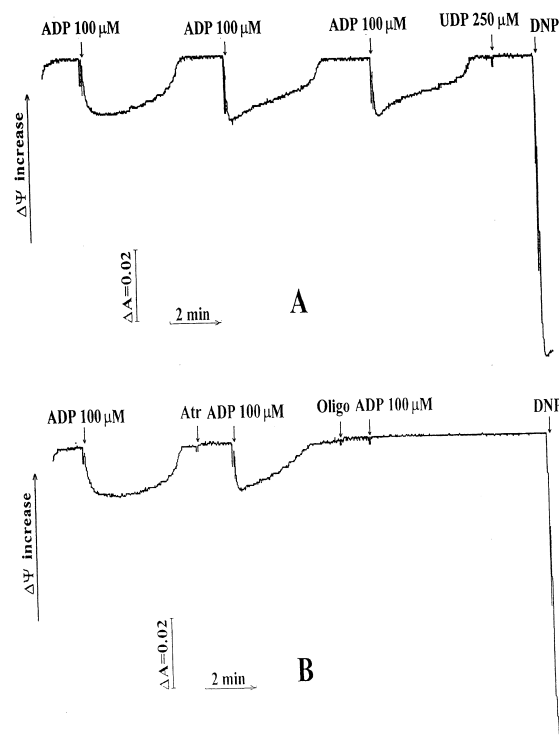 ADP 100 μM ADP 100 μM ADP 100 μM UDP 250 μM DNP
ΔΨ increase
ΔA=0.02
2 min
A
ADP 100 μM Atr ADP 100 μM Oligo ADP 100 μM DNP
ΔΨ increase
ΔA=0.02
2 min
B